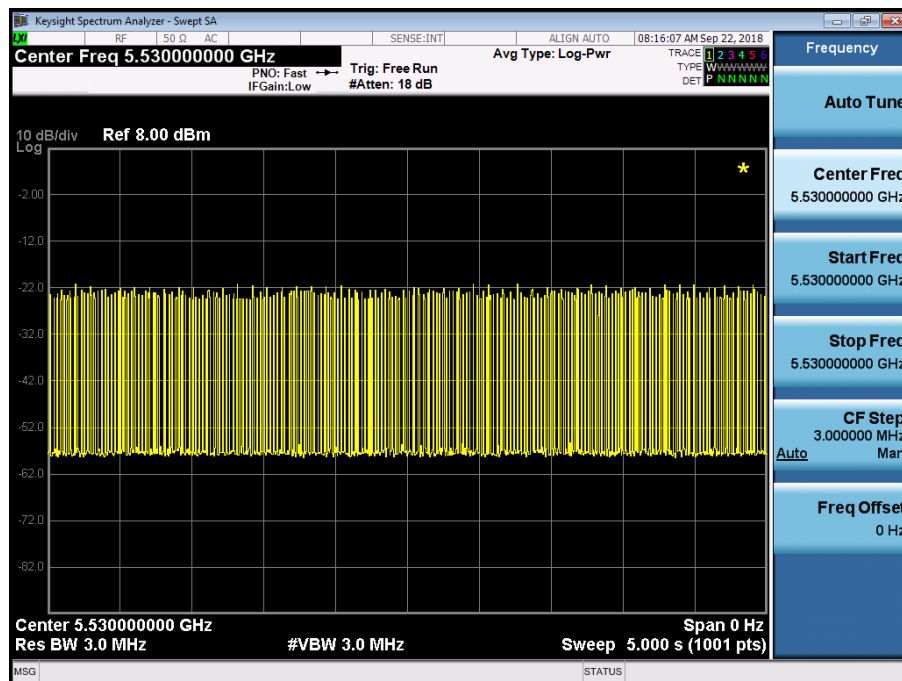 Keysight Spectrum Analyzer - Swept SA
LXI RF 50 Ω AC SENSE:INT ALIGN AUTO 08:16:07 AM Sep 22, 2018
Center Freq 5.530000000 GHz
PNO: Fast
IFGain:Low
Trig: Free Run
#Atten: 18 dB
Avg Type: Log-Pwr
TRACE 1 2 3 4 5 6
TYPE WWWWWW
DET P N N N N N
10 dB/div Ref 8.00 dBm
Log
-2.00
-12.0
-22.0
-32.0
-42.0
-52.0
-62.0
-72.0
-82.0
Center 5.530000000 GHz Span 0 Hz
Res BW 3.0 MHz #VBW 3.0 MHz Sweep 5.000 s (1001 pts)
MSG STATUS
Frequency
Auto Tune
Center Freq
5.530000000 GHz
Start Freq
5.530000000 GHz
Stop Freq
5.530000000 GHz
CF Step
3.000000 MHz
Auto Man
Freq Offset
0 Hz